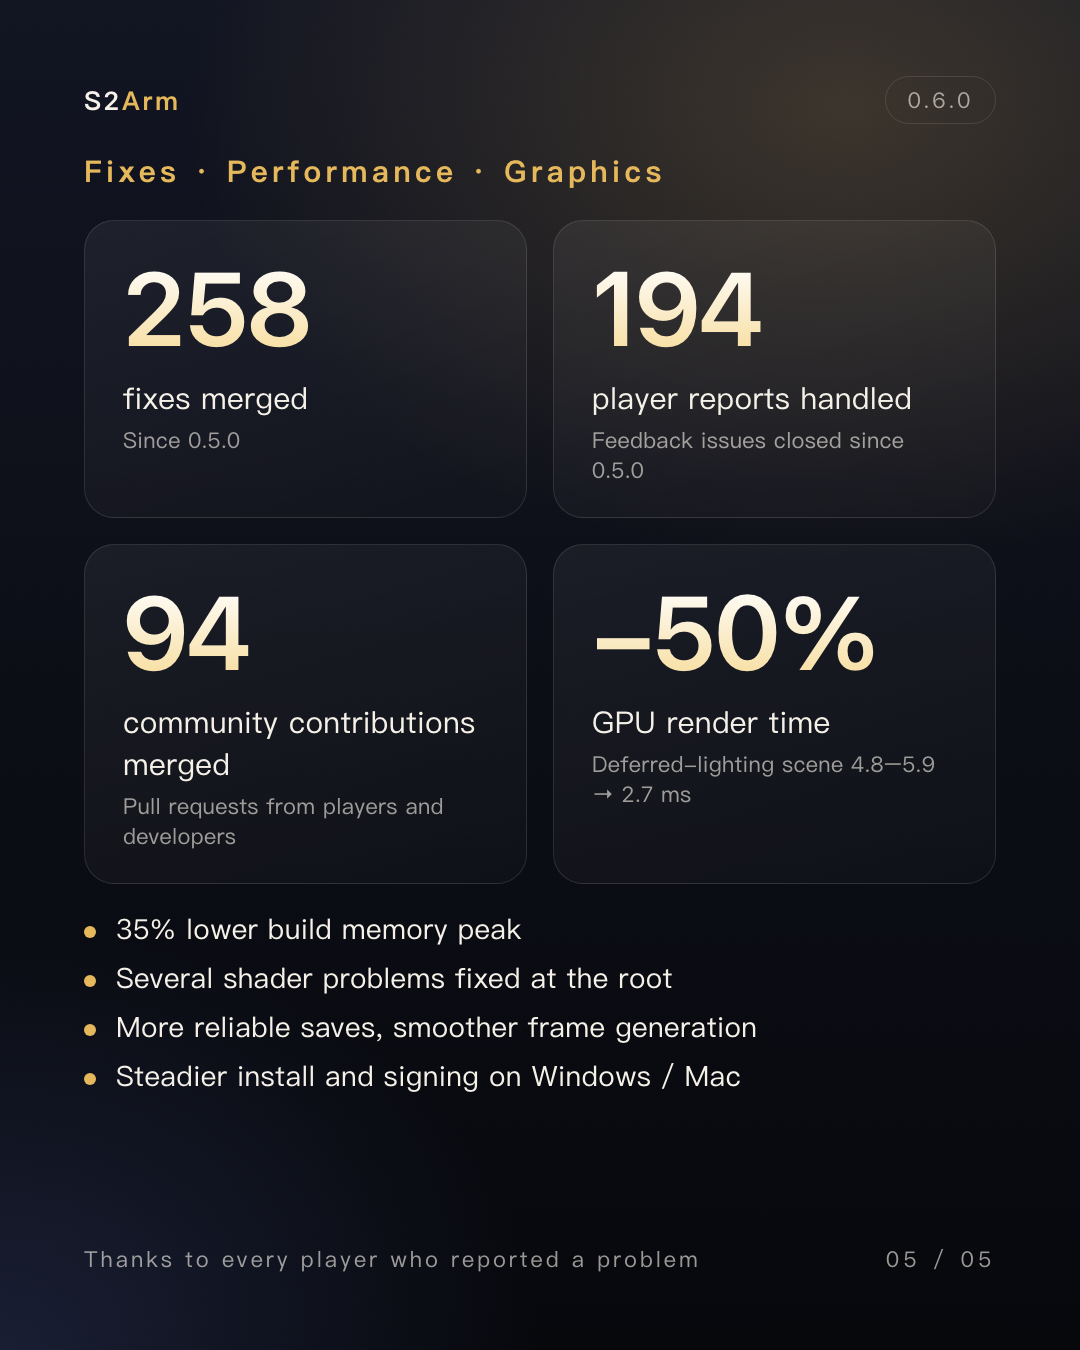 S2Arm
0.6.0
Fixes · Performance · Graphics
258
fixes merged
Since 0.5.0
194
player reports handled
Feedback issues closed since
0.5.0
94
community contributions
merged
Pull requests from players and
developers
–50%
GPU render time
Deferred-lighting scene 4.8—5.9
→ 2.7 ms
35% lower build memory peak
Several shader problems fixed at the root
More reliable saves, smoother frame generation
Steadier install and signing on Windows / Mac
Thanks to every player who reported a problem
05 / 05